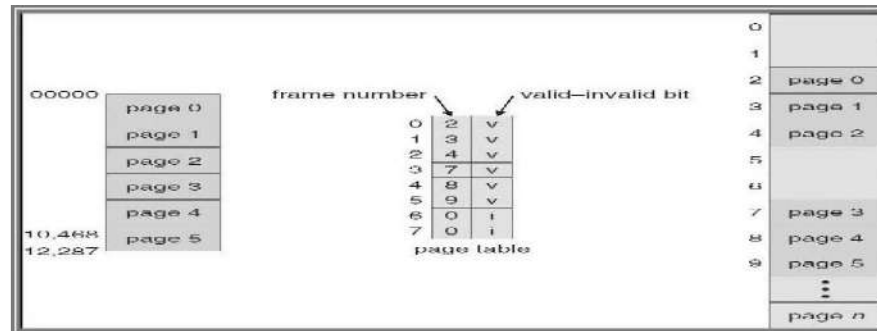 00000
page 0
page 1
page 2
page 3
page 4
page 5
10,468
12,287
frame number
valid–invalid bit
0 2 v
1 3 v
2 4 v
3 7 v
4 8 v
5 9 v
6 0 i
7 0 i
page table
0
1
2 page 0
3 page 1
4 page 2
5
6
7 page 3
8 page 4
9 page 5
page n